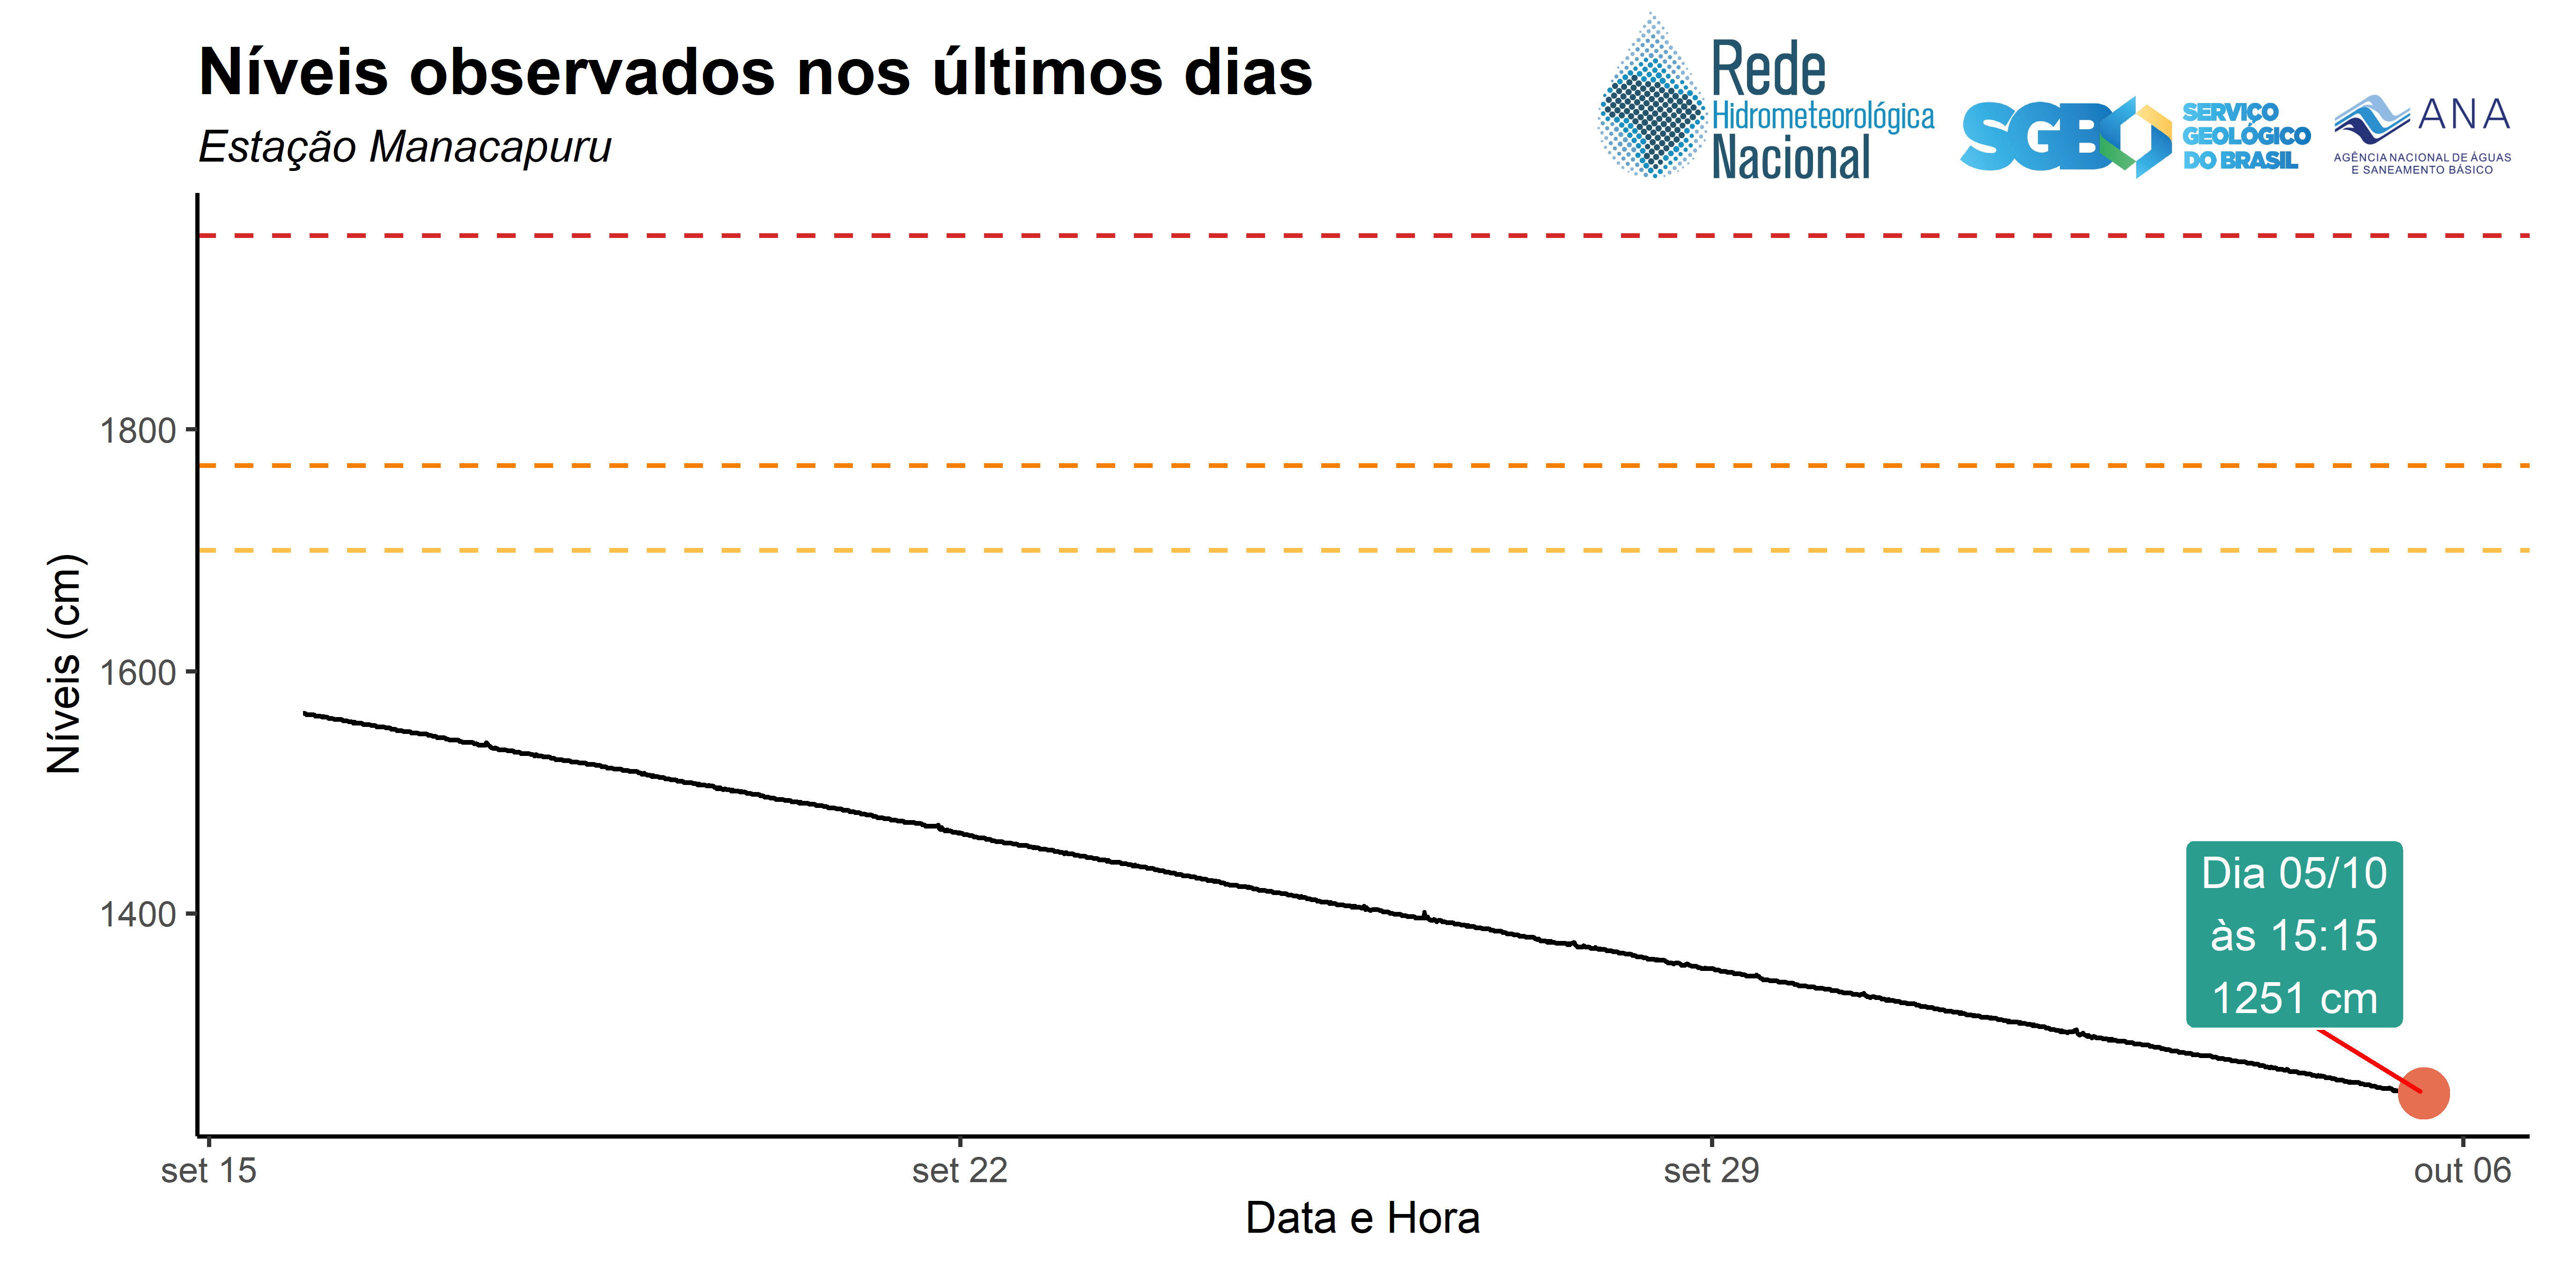 Níveis observados nos últimos dias
Estação Manacapuru
Rede
Hidrometeorológica
Nacional
SGB
SERVIÇO
GEOLÓGICO
DO BRASIL
ANA
AGÊNCIA NACIONAL DE ÁGUAS
E SANEAMENTO BÁSICO
Níveis (cm)
1800
1600
1400
Dia 05/10
às 15:15
1251 cm
set 15
set 22
set 29
out 06
Data e Hora